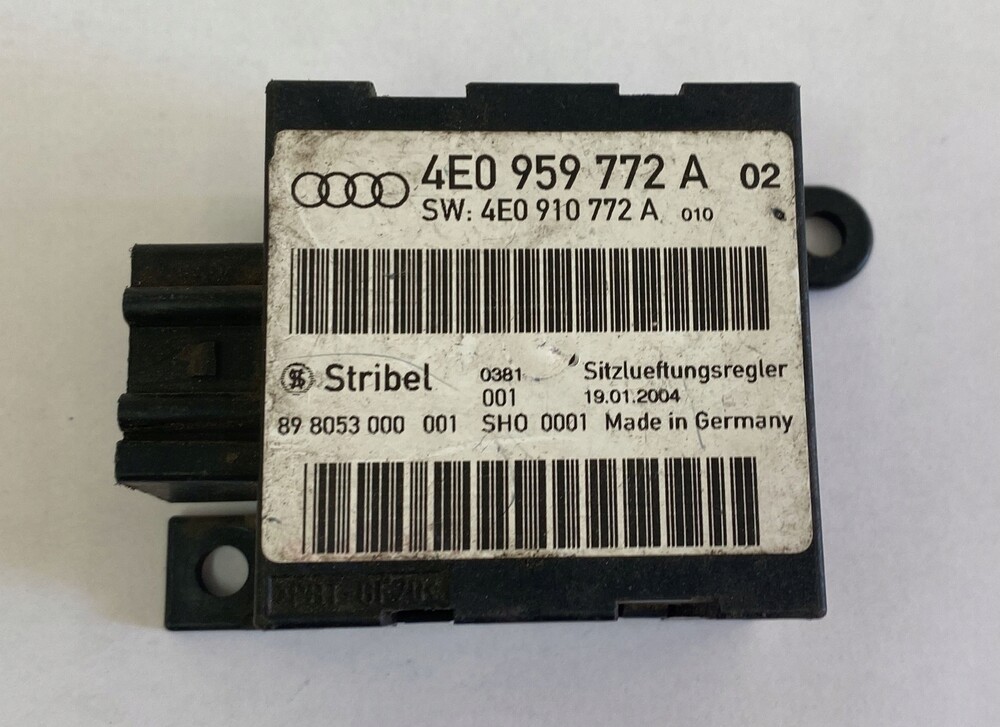 4E0 959 772 A 02
SW: 4E0 910 772 A 010
Stribel 0381 Sitzlueftungsregler
001 19.01.2004
89 8053 000 001 SHO 0001 Made in Germany